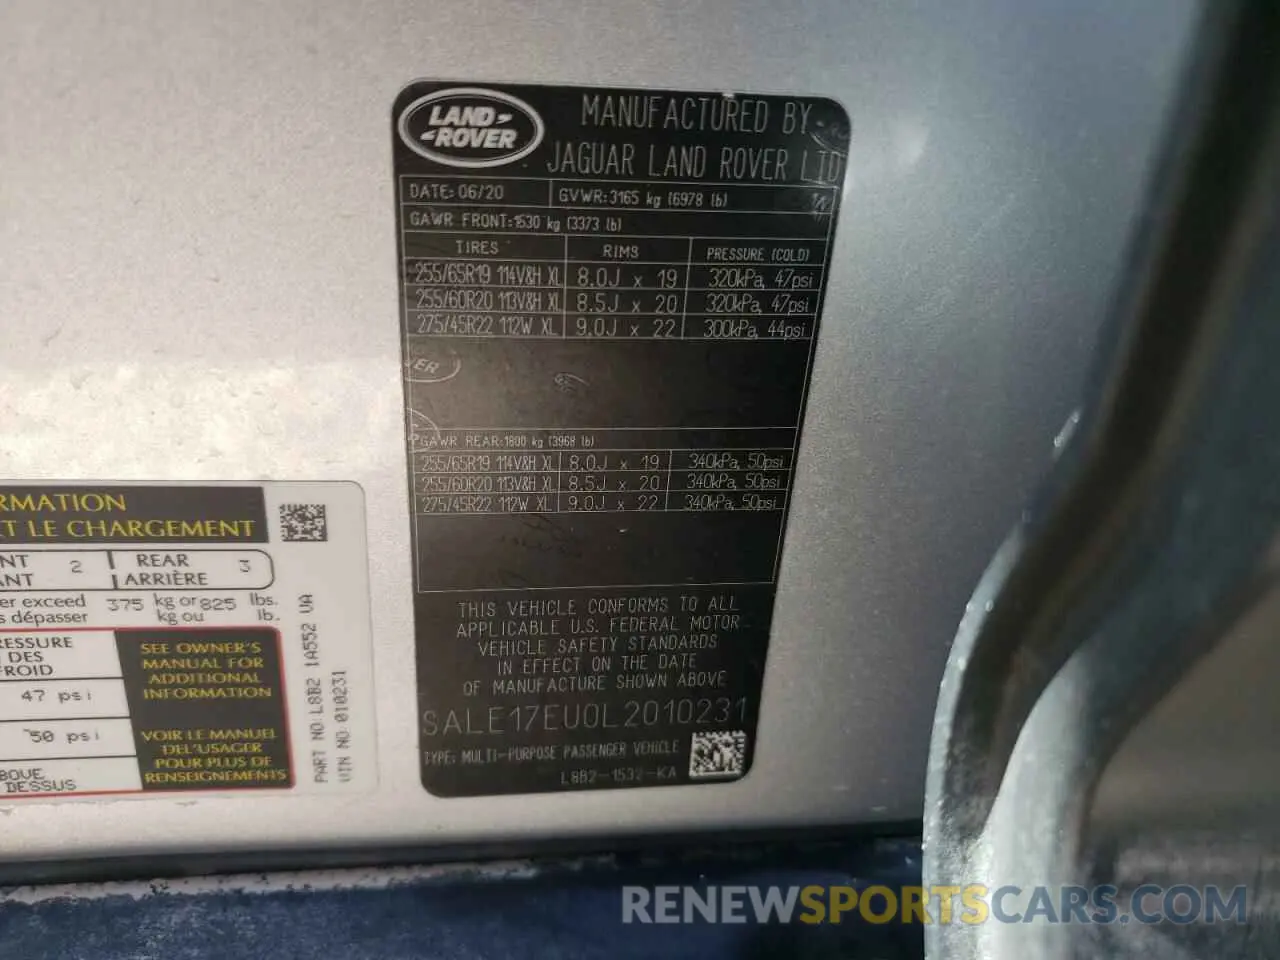 LAND
ROVER
MANUFACTURED BY
JAGUAR LAND ROVER LTD
DATE: 06/20 GVWR: 3165 kg (6978 lb)
GAWR FRONT: 1530 kg (3373 lb)
TIRES RIMS PRESSURE (COLD)
255/65R19 114V&H XL 8.0J x 19 320kPa, 47psi
255/60R20 113V&H XL 8.5J x 20 320kPa, 47psi
275/45R22 112W XL 9.0J x 22 300kPa, 44psi
GAWR REAR: 1800 kg (3968 lb)
255/65R19 114V&H XL 8.0J x 19 340kPa, 50psi
255/60R20 113V&H XL 8.5J x 20 340kPa, 50psi
275/45R22 112W XL 9.0J x 22 340kPa, 50psi
THIS VEHICLE CONFORMS TO ALL
APPLICABLE U.S. FEDERAL MOTOR
VEHICLE SAFETY STANDARDS
IN EFFECT ON THE DATE
OF MANUFACTURE SHOWN ABOVE
SALE17EU0L2010231
TYPE: MULTI-PURPOSE PASSENGER VEHICLE
L8B2-1532-KA
RMATION
ET LE CHARGEMENT
NT 2 REAR 3
ANT ARRIÈRE
er exceed 375 kg or 825 lbs.
s dépasser kg ou lb.
RESSURE
DES
FROID
47 psi
50 psi
BOVE
DESSUS
SEE OWNER'S
MANUAL FOR
ADDITIONAL
INFORMATION
VOIR LE MANUEL
DEL'USAGER
POUR PLUS DE
RENSEIGNEMENTS
PART NO: L8B2 1A552 VA
VIN NO 010231
RENEWSPORTSCARS.COM